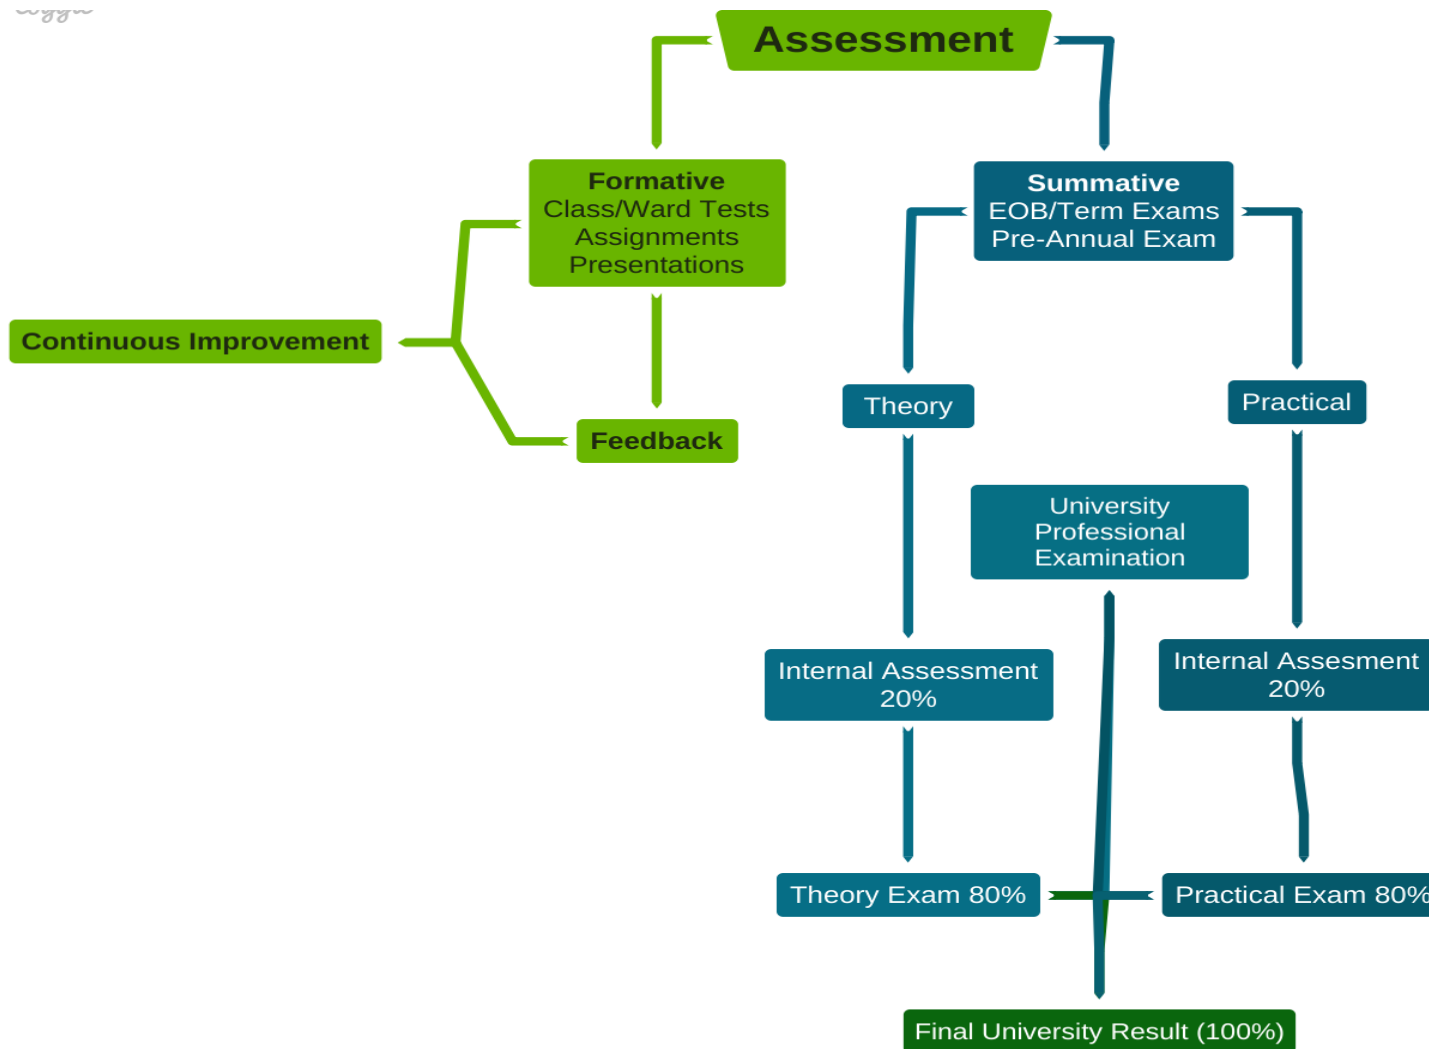 Assessment
Formative
Class/Ward Tests
Assignments
Presentations
Summative
EOB/Term Exams
Pre-Annual Exam
Continuous Improvement
Feedback
Theory
Practical
University
Professional
Examination
Internal Assessment
20%
Internal Assesment
20%
Theory Exam 80%
Practical Exam 80%
Final University Result (100%)